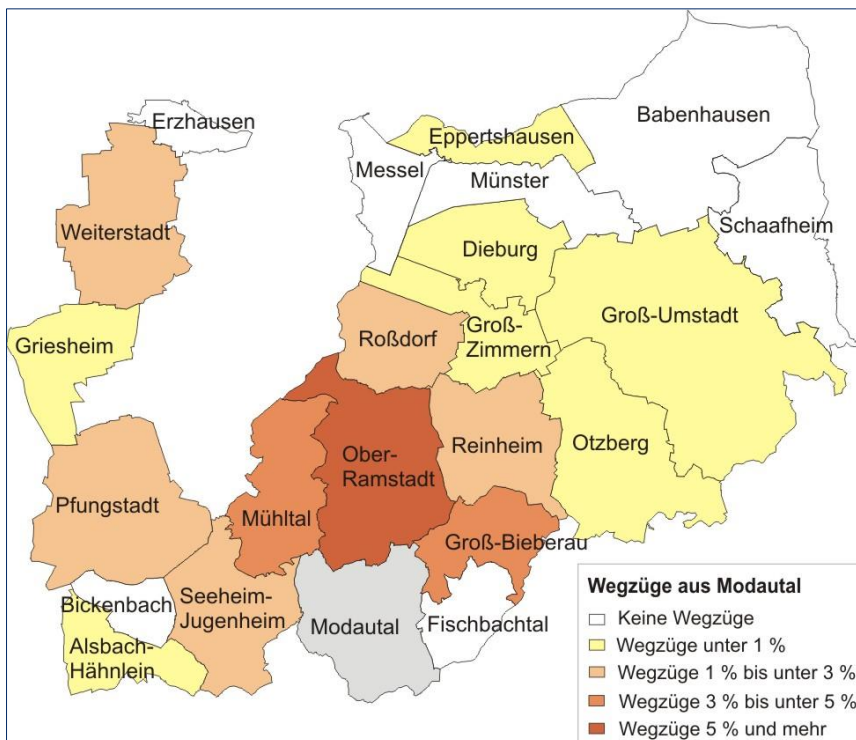 Erzhausen
Babenhausen
Eppertshausen
Messel
Münster
Schaafheim
Weiterstadt
Dieburg
Groß-Umstadt
Griesheim
Roßdorf
Groß-
Zimmern
Ober-
Ramstadt
Reinheim
Otzberg
Pfungstadt
Mühltal
Groß-Bieberau
Bickenbach
Seeheim-
Jugenheim
Modautal
Fischbachtal
Alsbach-
Hähnlein
Wegzüge aus Modautal
Keine Wegzüge
Wegzüge unter 1 %
Wegzüge 1 % bis unter 3 %
Wegzüge 3 % bis unter 5 %
Wegzüge 5 % und mehr